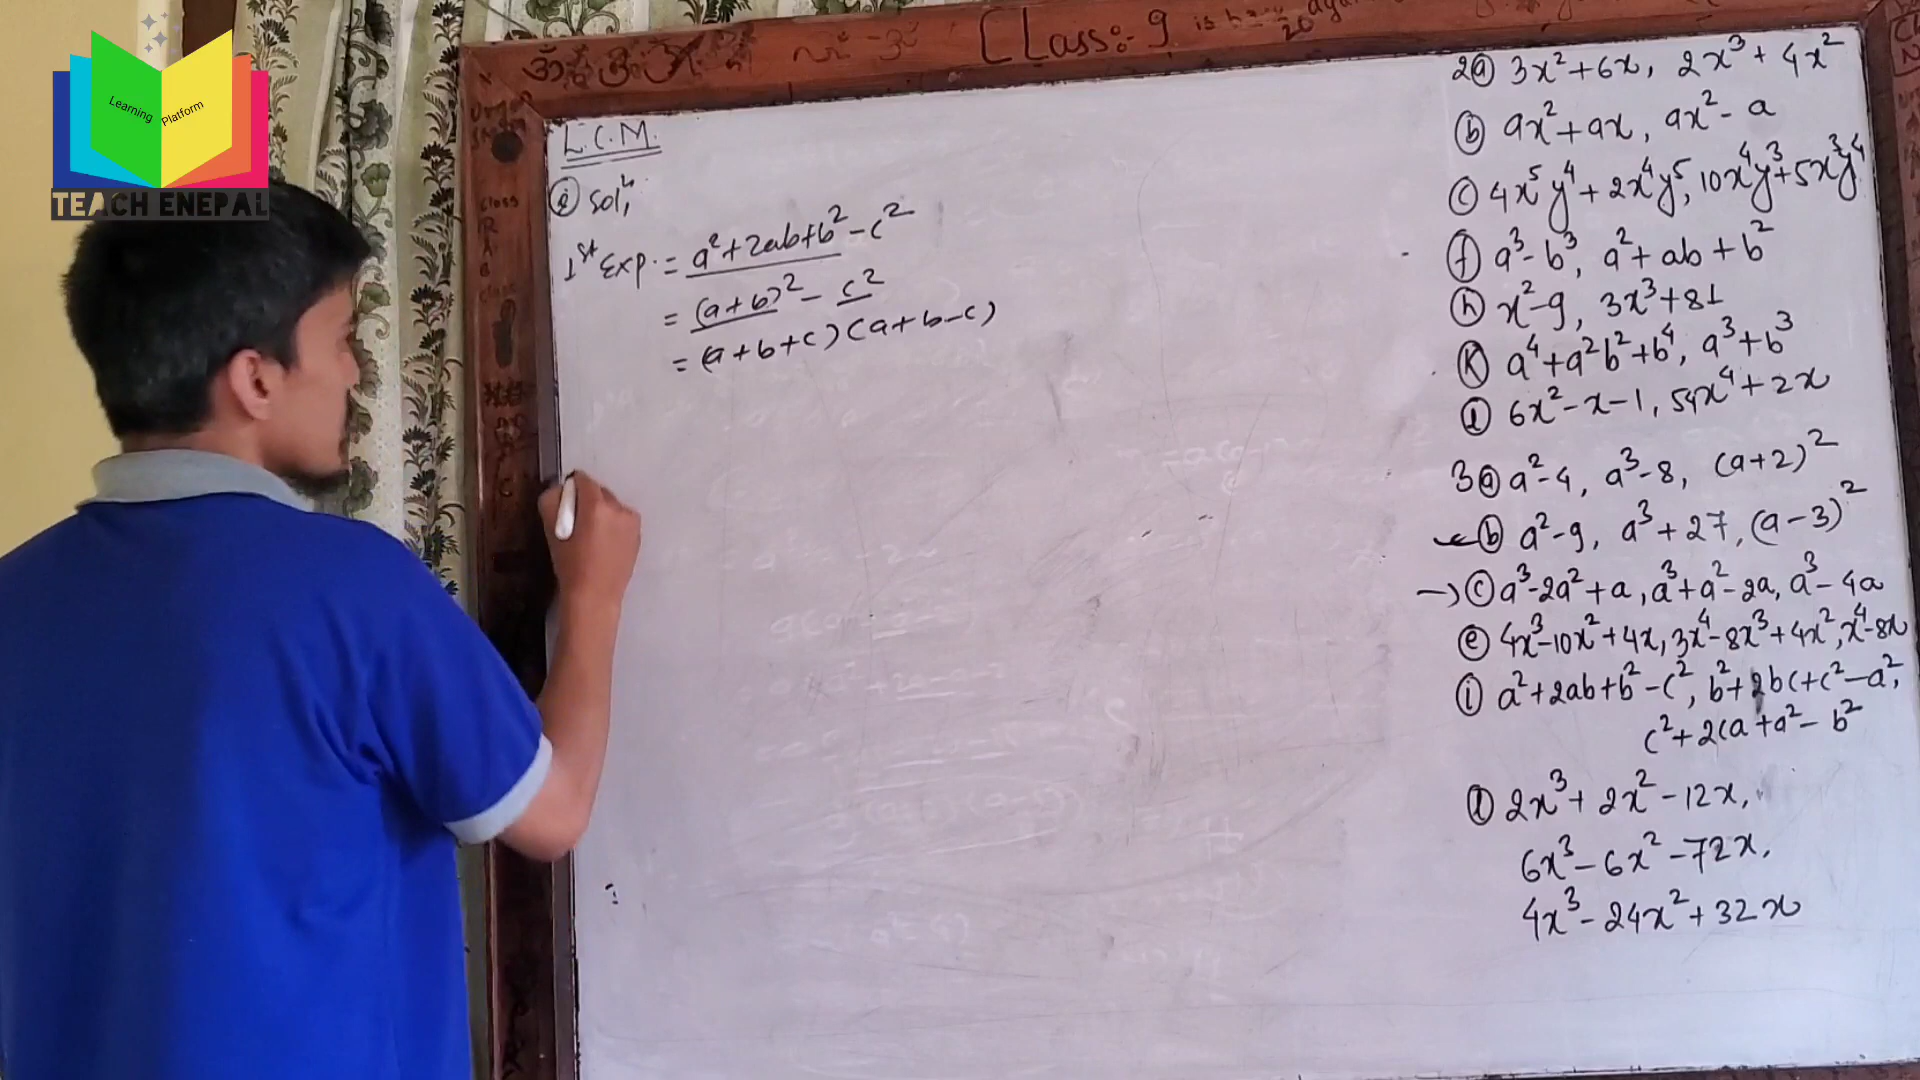 Learning Platform
TEACH ENEPAL
Class:- 9
L.C.M.
(i) Solⁿ,
1st Exp. = a²+2ab+b²-c²
= (a+b)² - c²
= (a+b+c)(a+b-c)
2(a) 3x²+6x, 2x³+4x²
(b) ax²+ax, ax²-a
(c) 4x⁵y⁴+2x⁴y⁵, 10x⁴y³+5x³y⁴
(f) a³-b³, a²+ab+b²
(h) x²-9, 3x³+81
(k) a⁴+a²b²+b⁴, a³+b³
(l) 6x²-x-1, 54x⁴+2x
3(a) a²-4, a³-8, (a+2)²
(b) a²-9, a³+27, (a-3)²
→(c) a³-2a²+a, a³+a²-2a, a³-4a
(e) 4x³-10x²+4x, 3x⁴-8x³+4x², x⁴-8x
(i) a²+2ab+b²-c², b²+2bc+c²-a²,
c²+2ca+a²-b²
(l) 2x³+2x²-12x,
6x³-6x²-72x,
4x³-24x²+32x